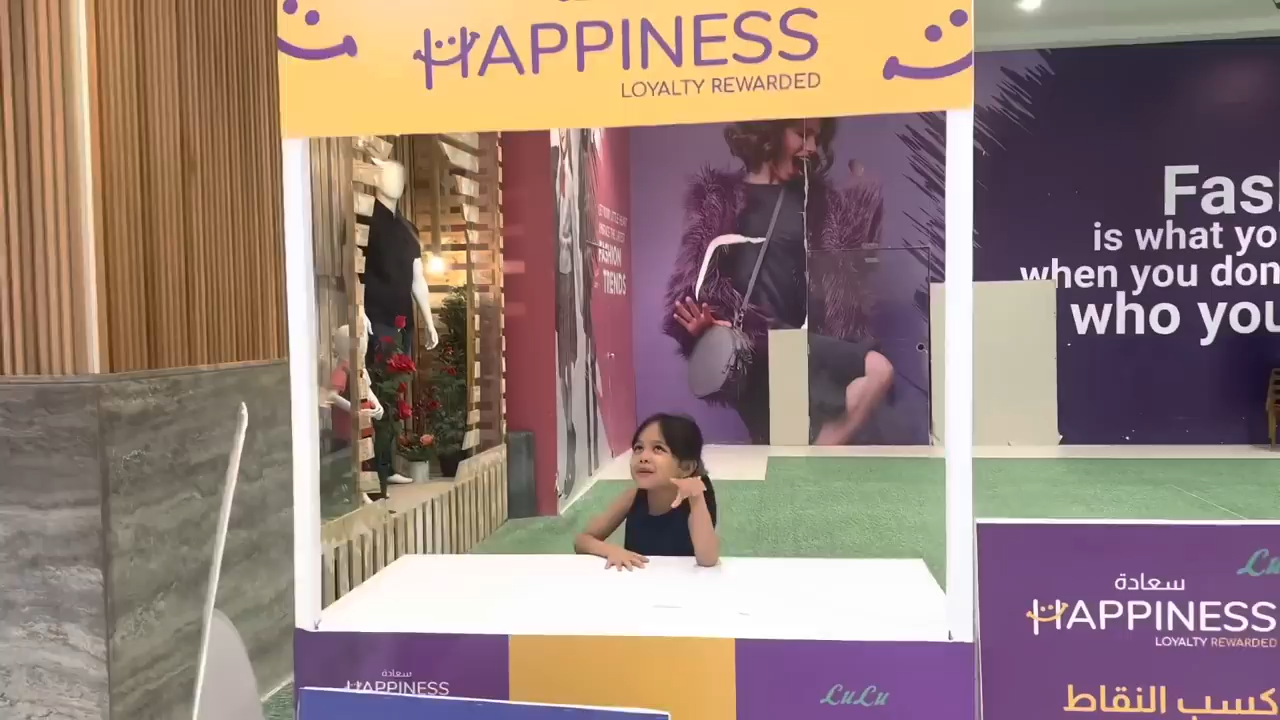 HAPPINESS
LOYALTY REWARDED
FASHION
TRENDS
Fas
is what yo
when you don
who you
سعادة
HAPPINESS
LuLu
Lu
سعادة
HAPPINESS
LOYALTY REWARDED
كسب النقاط